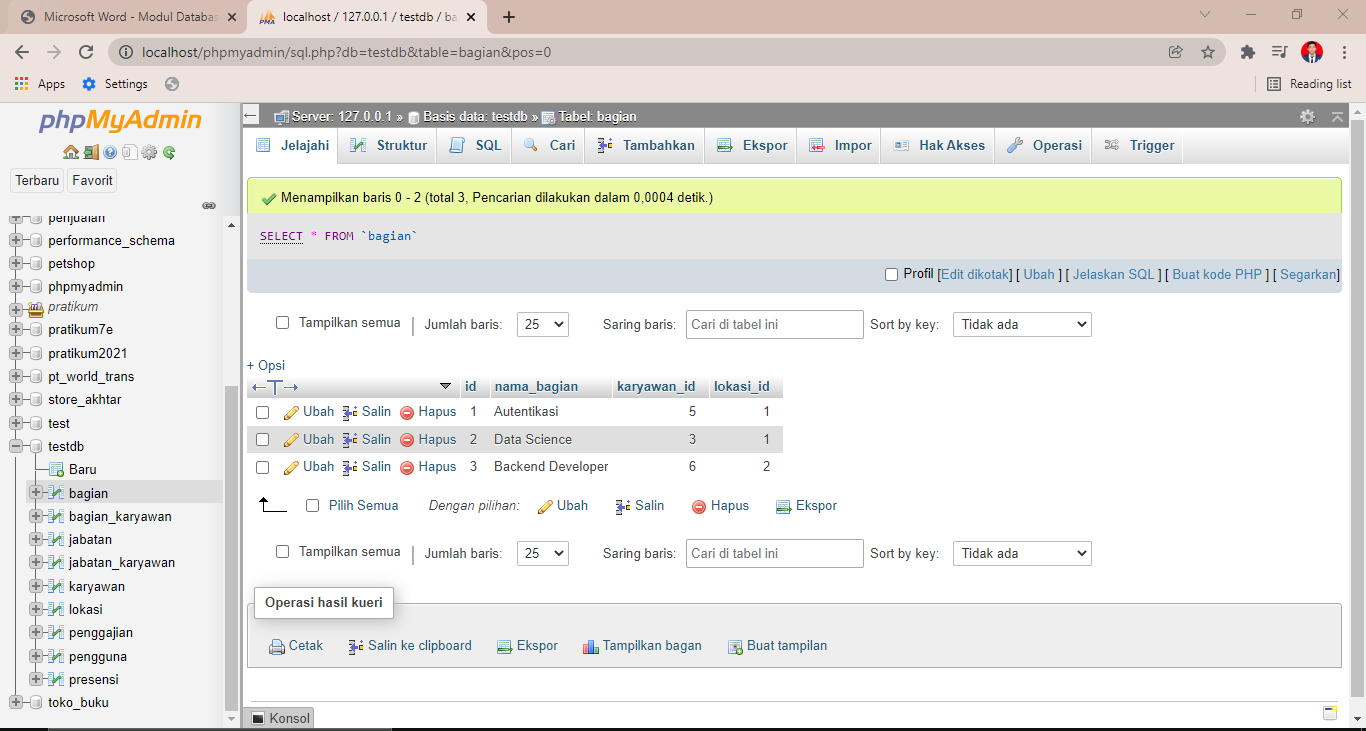 Microsoft Word - Modul Databas
localhost / 127.0.0.1 / testdb / ba
localhost/phpmyadmin/sql.php?db=testdb&table=bagian&pos=0
Apps Settings Reading list
phpMyAdmin
Terbaru Favorit
penjualan
performance_schema
petshop
phpmyadmin
pratikum
pratikum7e
pratikum2021
pt_world_trans
store_akhtar
test
testdb
Baru
bagian
bagian_karyawan
jabatan
jabatan_karyawan
karyawan
lokasi
penggajian
pengguna
presensi
toko_buku
Server: 127.0.0.1 » Basis data: testdb » Tabel: bagian
Jelajahi Struktur SQL Cari Tambahkan Ekspor Impor Hak Akses Operasi Trigger
Menampilkan baris 0 - 2 (total 3, Pencarian dilakukan dalam 0,0004 detik.)
SELECT * FROM `bagian`
Profil [Edit dikotak] [ Ubah ] [ Jelaskan SQL ] [ Buat kode PHP ] [ Segarkan]
Tampilkan semua | Jumlah baris: 25 Saring baris: Cari di tabel ini Sort by key: Tidak ada
+ Opsi
←T→ id nama_bagian karyawan_id lokasi_id
Ubah Salin Hapus 1 Autentikasi 5 1
Ubah Salin Hapus 2 Data Science 3 1
Ubah Salin Hapus 3 Backend Developer 6 2
Pilih Semua Dengan pilihan: Ubah Salin Hapus Ekspor
Tampilkan semua | Jumlah baris: 25 Saring baris: Cari di tabel ini Sort by key: Tidak ada
Operasi hasil kueri
Cetak Salin ke clipboard Ekspor Tampilkan bagan Buat tampilan
Konsol